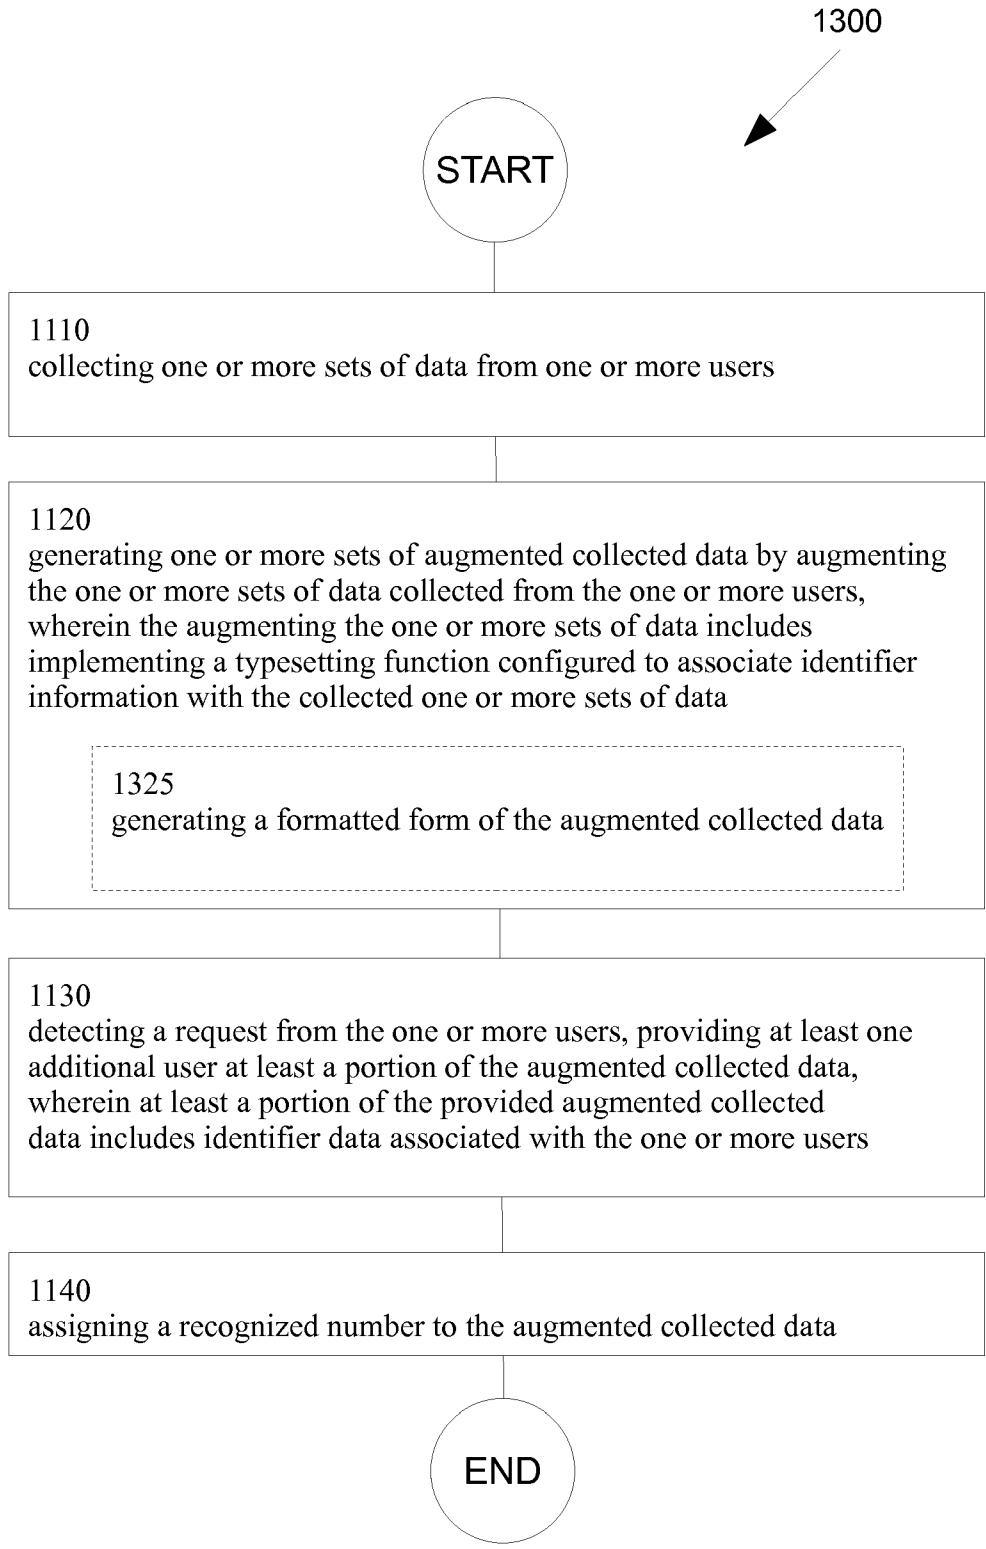 1300
START
1110
collecting one or more sets of data from one or more users
1120
generating one or more sets of augmented collected data by augmenting
the one or more sets of data collected from the one or more users,
wherein the augmenting the one or more sets of data includes
implementing a typesetting function configured to associate identifier
information with the collected one or more sets of data
1325
generating a formatted form of the augmented collected data
1130
detecting a request from the one or more users, providing at least one
additional user at least a portion of the augmented collected data,
wherein at least a portion of the provided augmented collected
data includes identifier data associated with the one or more users
1140
assigning a recognized number to the augmented collected data
END